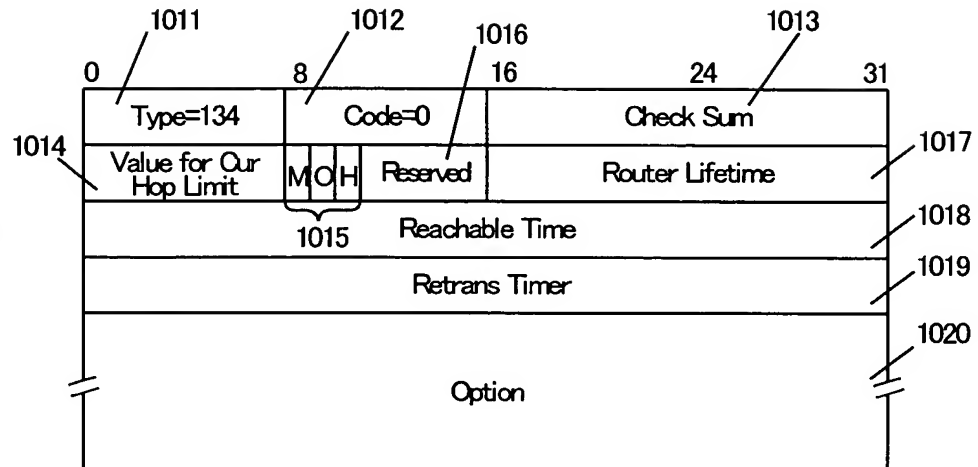 1011
1012
1016
1013
0
8
16
24
31
Type=134
Code=0
Check Sum
1014
Value for Cur
Hop Limit
M
O
H
Reserved
Router Lifetime
1017
1015
Reachable Time
1018
Retrans Timer
1019
1020
Option